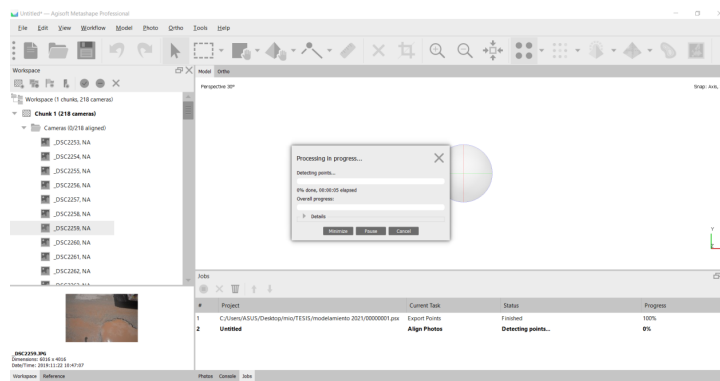 Untitled* — Agisoft Metashape Professional
File Edit View Workflow Model Photo Ortho Tools Help
Workspace
Model Ortho
Perspective 30°
Snap: Axis,
Workspace (1 chunks, 218 cameras)
Chunk 1 (218 cameras)
Cameras (0/218 aligned)
_DSC2253, NA
_DSC2254, NA
_DSC2255, NA
_DSC2256, NA
_DSC2257, NA
_DSC2258, NA
_DSC2259, NA
_DSC2260, NA
_DSC2261, NA
_DSC2262, NA
Processing in progress...
Detecting points...
0% done, 00:00:05 elapsed
Overall progress:
Details
Minimize Pause Cancel
Y
Jobs
# Project Current Task Status Progress
1 C:/Users/ASUS/Desktop/mio/TESIS/modelamiento 2021/00000001.psx Export Points Finished 100%
2 Untitled Align Photos Detecting points... 0%
_DSC2259.JPG
Dimensions: 6016 x 4016
Date/Time: 2019:11:22 10:47:07
Workspace Reference
Photos Console Jobs